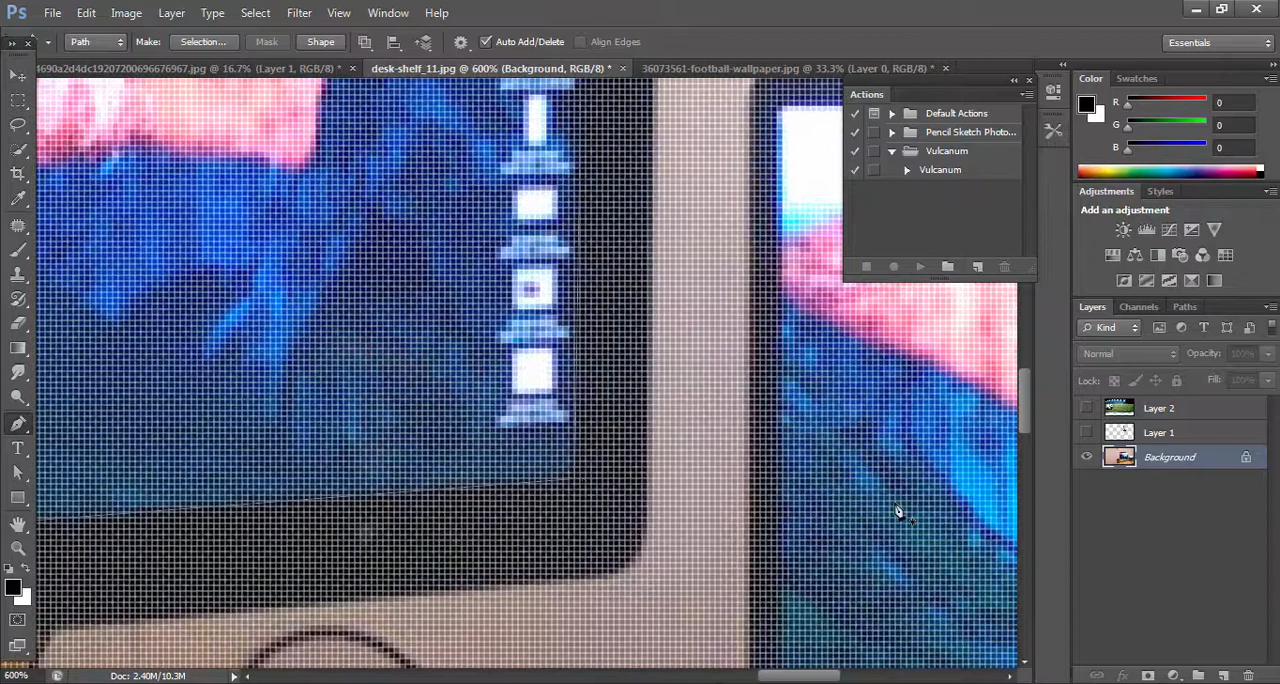 Ps File Edit Image Layer Type Select Filter View Window Help
Path Make: Selection... Mask Shape Auto Add/Delete Align Edges Essentials
4690a2d4dc19207200696676967.jpg @ 16.7% (Layer 1, RGB/8) * × desk-shelf_11.jpg @ 600% (Background, RGB/8) * × 36073561-football-wallpaper.jpg @ 33.3% (Layer 0, RGB/8) * ×
Actions
Default Actions
Pencil Sketch Photo...
Vulcanum
Vulcanum
Color Swatches
R 0
G 0
B 0
Adjustments Styles
Add an adjustment
Layers Channels Paths
Kind
Normal Opacity: 100%
Lock: Fill: 100%
Layer 2
Layer 1
Background
600% Doc: 2.40M/10.3M